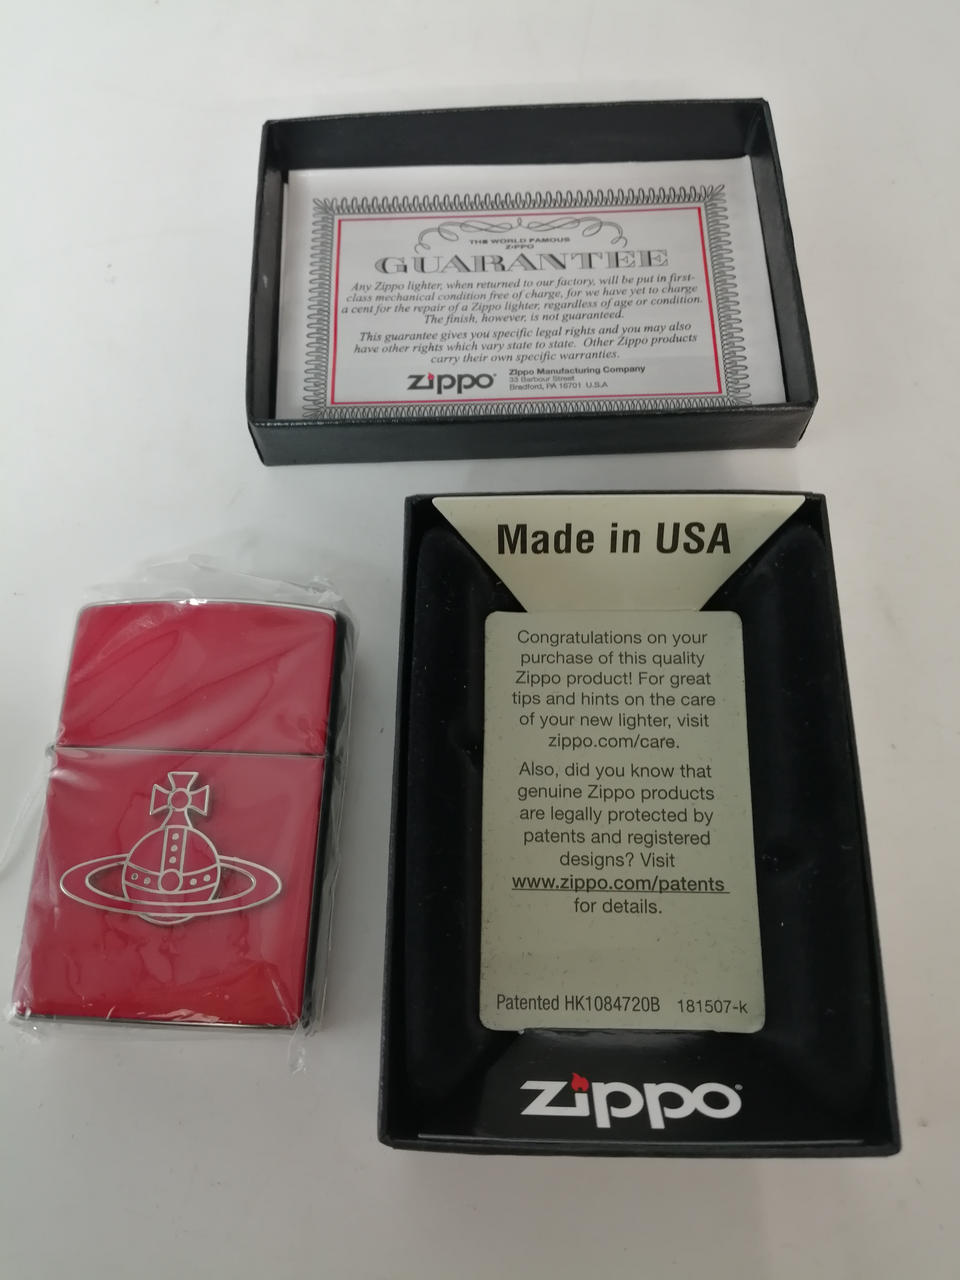 THE WORLD FAMOUS
ZIPPO
GUARANTEE
Any Zippo lighter, when returned to our factory, will be put in first-
class mechanical condition free of charge, for we have yet to charge
a cent for the repair of a Zippo lighter, regardless of age or condition.
The finish, however, is not guaranteed.
This guarantee gives you specific legal rights and you may also
have other rights which vary state to state. Other Zippo products
carry their own specific warranties.
zippo®
Zippo Manufacturing Company
33 Barbour Street
Bradford, PA 16701 U.S.A
Made in USA
Congratulations on your
purchase of this quality
Zippo product! For great
tips and hints on the care
of your new lighter, visit
zippo.com/care.
Also, did you know that
genuine Zippo products
are legally protected by
patents and registered
designs? Visit
www.zippo.com/patents
for details.
Patented HK1084720B 181507-k
zippo®